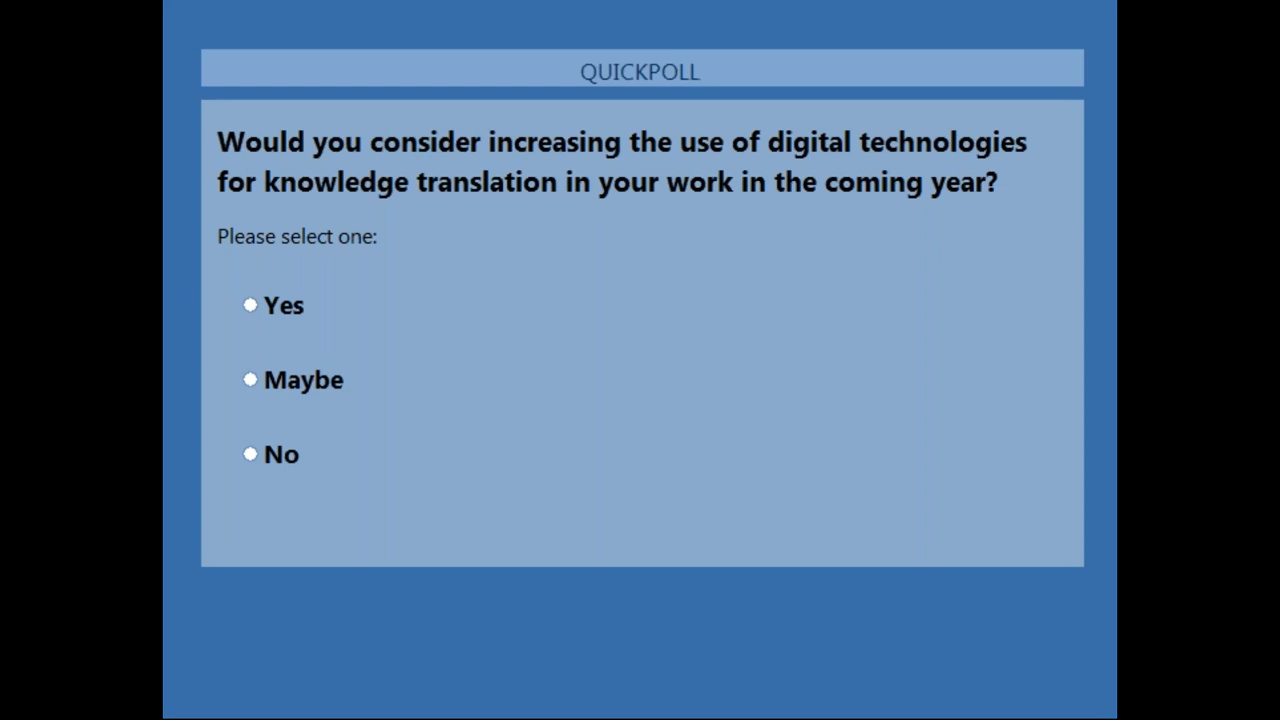 QUICKPOLL
Would you consider increasing the use of digital technologies
for knowledge translation in your work in the coming year?
Please select one:
Yes
Maybe
No